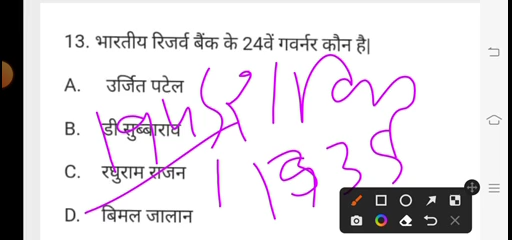 13. भारतीय रिजर्व बैंक के 24वें गवर्नर कौन है|
A. उर्जित पटेल
B. डी सुब्बाराव
C. रघुराम राजन
D. बिमल जालान